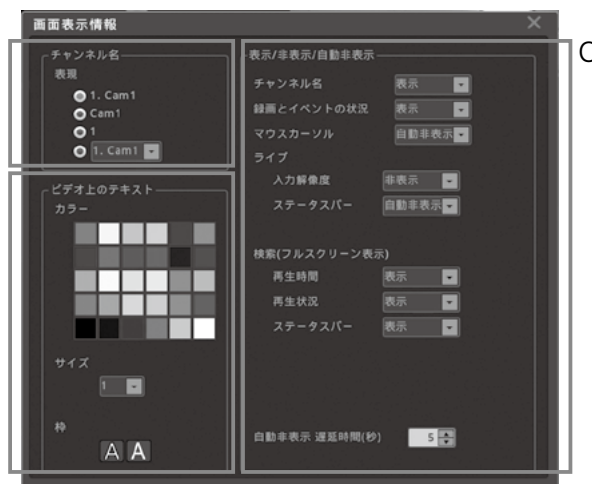 画面表示情報
チャンネル名
表現
1. Cam1
Cam1
1
1. Cam1
ビデオ上のテキスト
カラー
サイズ
1
枠
A A
表示/非表示/自動非表示
チャンネル名 表示
録画とイベントの状況 表示
マウスカーソル 自動非表示
ライブ
入力解像度 非表示
ステータスバー 自動非表示
検索(フルスクリーン表示)
再生時間 表示
再生状況 表示
ステータスバー 表示
自動非表示 遅延時間(秒) 5